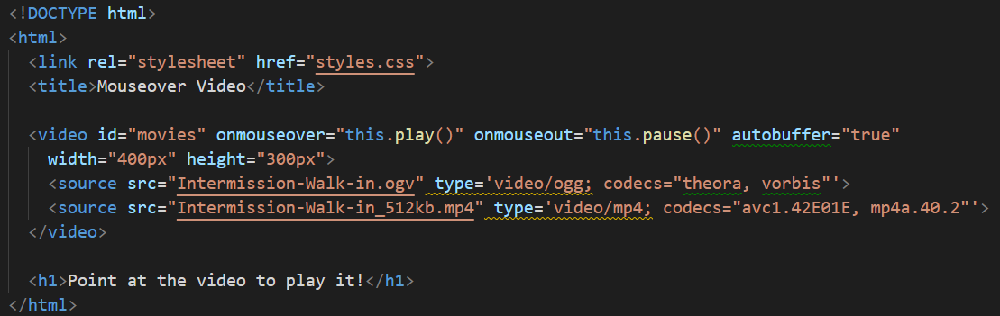 <!DOCTYPE html>
<html>
<link rel="stylesheet" href="styles.css">
<title>Mouseover Video</title>
<video id="movies" onmouseover="this.play()" onmouseout="this.pause()" autobuffer="true"
width="400px" height="300px">
<source src="Intermission-Walk-in.ogv" type='video/ogg; codecs="theora, vorbis"'>
<source src="Intermission-Walk-in_512kb.mp4" type='video/mp4; codecs="avc1.42E01E, mp4a.40.2"'>
</video>
<h1>Point at the video to play it!</h1>
</html>